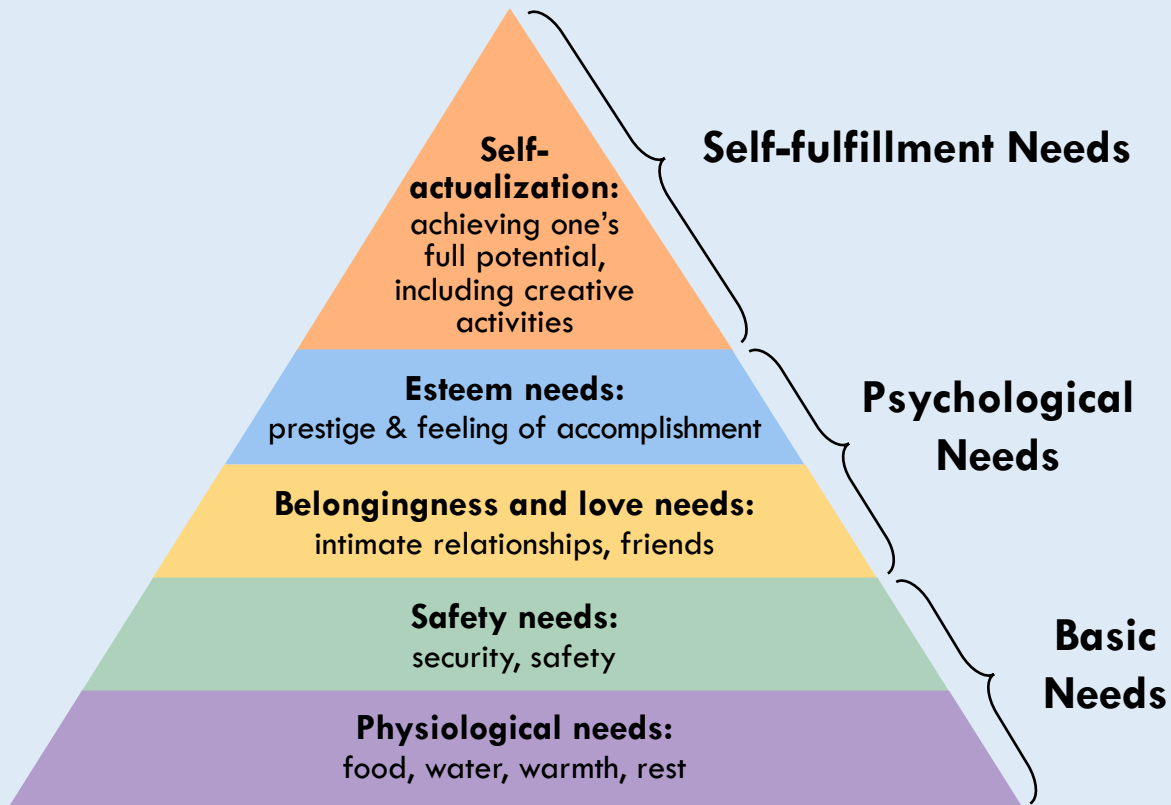 Self-
actualization:
achieving one’s
full potential,
including creative
activities
Self-fulfillment Needs
Esteem needs:
prestige & feeling of accomplishment
Psychological
Needs
Belongingness and love needs:
intimate relationships, friends
Safety needs:
security, safety
Basic
Needs
Physiological needs:
food, water, warmth, rest